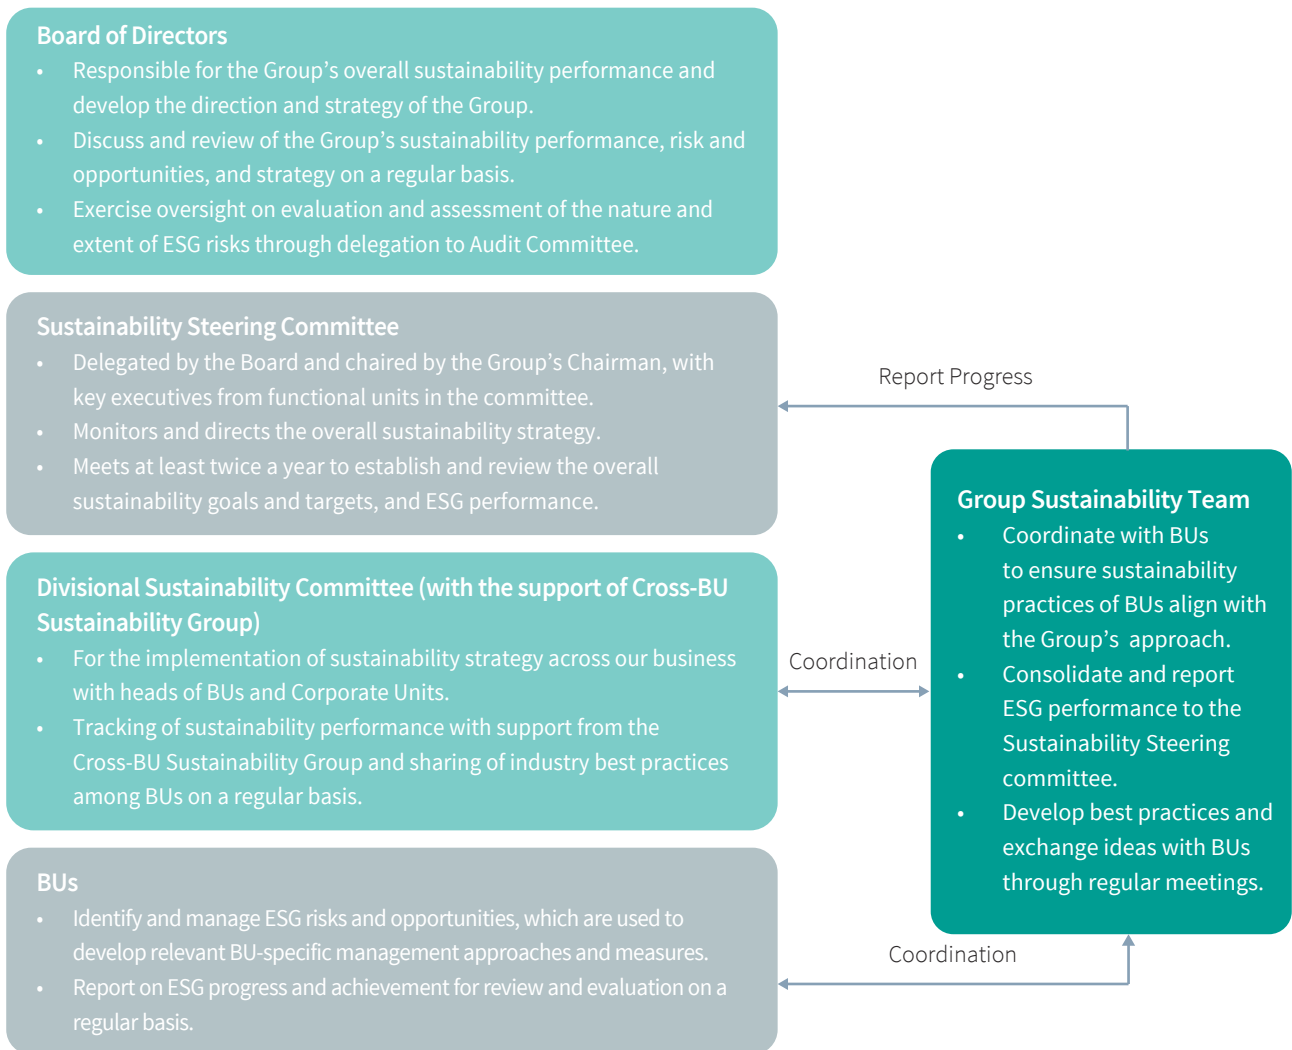 Board of Directors
• Responsible for the Group’s overall sustainability performance and
develop the direction and strategy of the Group.
• Discuss and review of the Group’s sustainability performance, risk and
opportunities, and strategy on a regular basis.
• Exercise oversight on evaluation and assessment of the nature and
extent of ESG risks through delegation to Audit Committee.
Sustainability Steering Committee
• Delegated by the Board and chaired by the Group’s Chairman, with
key executives from functional units in the committee.
• Monitors and directs the overall sustainability strategy.
• Meets at least twice a year to establish and review the overall
sustainability goals and targets, and ESG performance.
Divisional Sustainability Committee (with the support of Cross-BU
Sustainability Group)
• For the implementation of sustainability strategy across our business
with heads of BUs and Corporate Units.
• Tracking of sustainability performance with support from the
Cross-BU Sustainability Group and sharing of industry best practices
among BUs on a regular basis.
BUs
• Identify and manage ESG risks and opportunities, which are used to
develop relevant BU-specific management approaches and measures.
• Report on ESG progress and achievement for review and evaluation on a
regular basis.
Report Progress
Coordination
Coordination
Group Sustainability Team
• Coordinate with BUs
to ensure sustainability
practices of BUs align with
the Group’s approach.
• Consolidate and report
ESG performance to the
Sustainability Steering
committee.
• Develop best practices and
exchange ideas with BUs
through regular meetings.